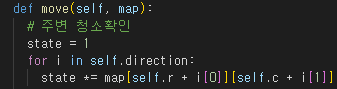 def move(self, map):
# 주변 청소확인
state = 1
for i in self.direction:
state *= map[self.r + i[0]][self.c + i[1]]